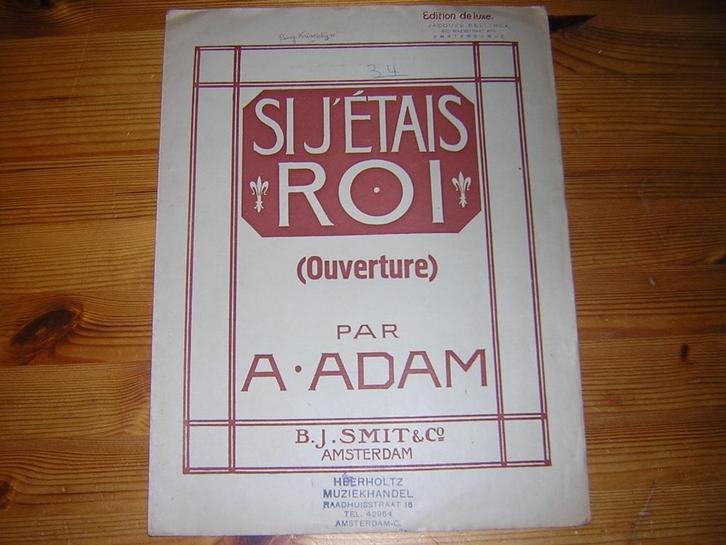 Edition de luxe.
34
SI J'ÉTAIS
ROI
(Ouverture)
PAR
A. ADAM
B. J. SMIT & Co
AMSTERDAM
HEERHOLTZ
MUZIEKHANDEL
RAADHUISSTRAAT 18
TEL. 42964
AMSTERDAM-C.